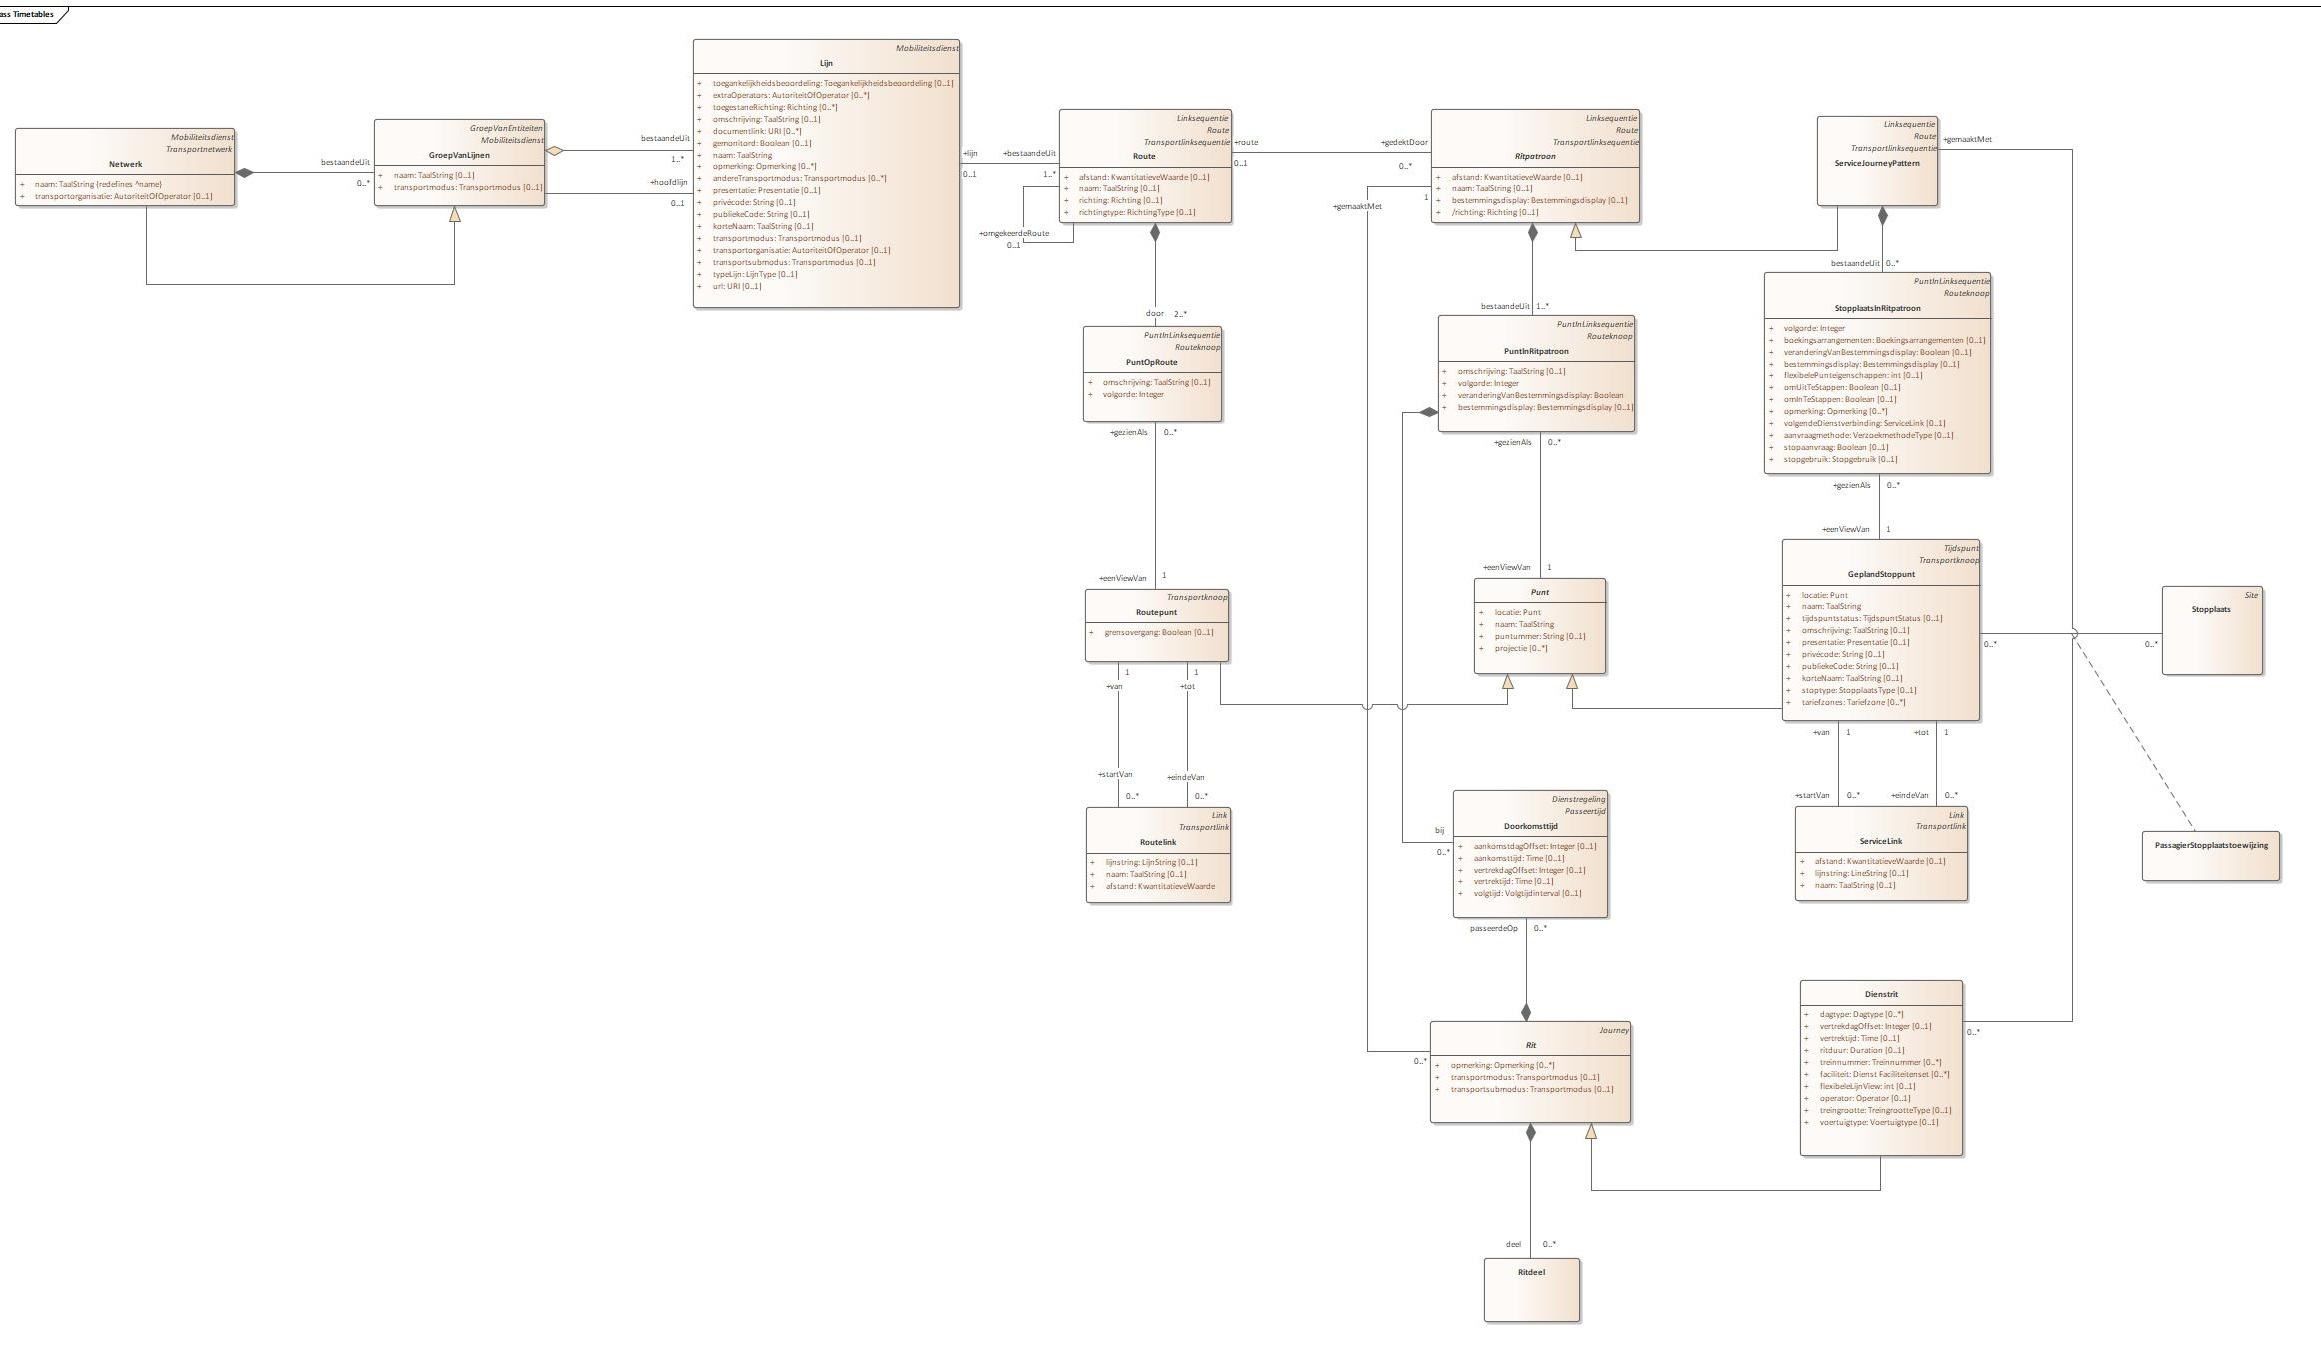 ass Timetables
Mobiliteitsdienst
Transportnetwerk
Netwerk
+ naam: TaalString {redefines ^name}
+ transportorganisatie: AutoriteitOfOperator [0..1]
bestaandeUit
0..*
GroepVanEntiteiten
Mobiliteitsdienst
GroepVanLijnen
+ naam: TaalString [0..1]
+ transportmodus: Transportmodus [0..1]
bestaandeUit
1..*
+hoofdlijn
0..1
Mobiliteitsdienst
Lijn
+ toegankelijkheidsbeoordeling: Toegankelijkheidsbeoordeling [0..1]
+ extraOperators: AutoriteitOfOperator [0..*]
+ toegestaneRichting: Richting [0..*]
+ omschrijving: TaalString [0..1]
+ documentlink: URI [0..*]
+ gemonitord: Boolean [0..1]
+ naam: TaalString
+ opmerking: Opmerking [0..*]
+ andereTransportmodus: Transportmodus [0..*]
+ presentatie: Presentatie [0..1]
+ privécode: String [0..1]
+ publiekeCode: String [0..1]
+ korteNaam: TaalString [0..1]
+ transportmodus: Transportmodus [0..1]
+ transportorganisatie: AutoriteitOfOperator [0..1]
+ transportsubmodus: Transportmodus [0..1]
+ typeLijn: LijnType [0..1]
+ url: URI [0..1]
+lijn
0..1
+bestaandeUit
1..*
Linksequentie
Route
Transportlinksequentie
Route
+ afstand: KwantitatieveWaarde [0..1]
+ naam: TaalString [0..1]
+ richting: Richting [0..1]
+ richtingtype: RichtingType [0..1]
+omgekeerdeRoute
0..1
+route
0..1
+gedektDoor
0..*
Linksequentie
Route
Transportlinksequentie
Ritpatroon
+ afstand: KwantitatieveWaarde [0..1]
+ naam: TaalString [0..1]
+ bestemmingsdisplay: Bestemmingsdisplay [0..1]
+ /richting: Richting [0..1]
1
+gemaaktMet
Linksequentie
Route
Transportlinksequentie
ServiceJourneyPattern
+gemaaktMet
bestaandeUit 0..*
door 2..*
PuntInLinksequentie
Routeknoop
PuntOpRoute
+ omschrijving: TaalString [0..1]
+ volgorde: Integer
+gezienAls 0..*
bestaandeUit 1..*
PuntInLinksequentie
Routeknoop
PuntInRitpatroon
+ omschrijving: TaalString [0..1]
+ volgorde: Integer
+ veranderingVanBestemmingsdisplay: Boolean
+ bestemmingsdisplay: Bestemmingsdisplay [0..1]
+gezienAls 0..*
PuntInLinksequentie
Routeknoop
StopplaatsInRitpatroon
+ volgorde: Integer
+ boekingsarrangementen: Boekingsarrangementen [0..1]
+ veranderingVanBestemmingsdisplay: Boolean [0..1]
+ bestemmingsdisplay: Bestemmingsdisplay [0..1]
+ flexibelePunteigenschappen: int [0..1]
+ omUitTeStappen: Boolean [0..1]
+ omInTeStappen: Boolean [0..1]
+ opmerking: Opmerking [0..*]
+ volgendeDienstverbinding: ServiceLink [0..1]
+ aanvraagmethode: VerzoekmethodeType [0..1]
+ stopaanvraag: Boolean [0..1]
+ stopgebruik: Stopgebruik [0..1]
+gezienAls 0..*
+eenViewVan 1
+eenViewVan 1
Transportknoop
Routepunt
+ grensovergang: Boolean [0..1]
1
+van
1
+tot
+eenViewVan 1
Punt
+ locatie: Punt
+ naam: TaalString
+ puntummer: String [0..1]
+ projectie [0..*]
Tijdspunt
Transportknoop
GeplandStoppunt
+ locatie: Punt
+ naam: TaalString
+ tijdspuntstatus: TijdspuntStatus [0..1]
+ omschrijving: TaalString [0..1]
+ presentatie: Presentatie [0..1]
+ privécode: String [0..1]
+ publiekeCode: String [0..1]
+ korteNaam: TaalString [0..1]
+ stoptype: StopplaatsType [0..1]
+ tariefzones: Tariefzone [0..*]
0..*
0..*
Site
Stopplaats
+van 1
+tot 1
+startVan
0..*
+eindeVan
0..*
Link
Transportlink
Routelink
+ lijnstring: LijnString [0..1]
+ naam: TaalString [0..1]
+ afstand: KwantitatieveWaarde
bij
0..*
Dienstregeling
Passeertijd
Doorkomsttijd
+ aankomstdagOffset: Integer [0..1]
+ aankomsttijd: Time [0..1]
+ vertrekdagOffset: Integer [0..1]
+ vertrektijd: Time [0..1]
+ volgtijd: Volgtijdinterval [0..1]
passeerdeOp 0..*
+startVan 0..*
+eindeVan 0..*
Link
Transportlink
ServiceLink
+ afstand: KwantitatieveWaarde [0..1]
+ lijnstring: LineString [0..1]
+ naam: TaalString [0..1]
PassagierStopplaatstoewijzing
0..*
Journey
Rit
+ opmerking: Opmerking [0..*]
+ transportmodus: Transportmodus [0..1]
+ transportsubmodus: Transportmodus [0..1]
Dienstrit
+ dagtype: Dagtype [0..*]
+ vertrekdagOffset: Integer [0..1]
+ vertrektijd: Time [0..1]
+ ritduur: Duration [0..1]
+ treinnummer: Treinnummer [0..*]
+ faciliteit: Dienst Faciliteitenset [0..*]
+ flexibeleLijnView: int [0..1]
+ operator: Operator [0..1]
+ treingrootte: TreingrootteType [0..1]
+ voertuigtype: Voertuigtype [0..1]
0..*
deel 0..*
Ritdeel